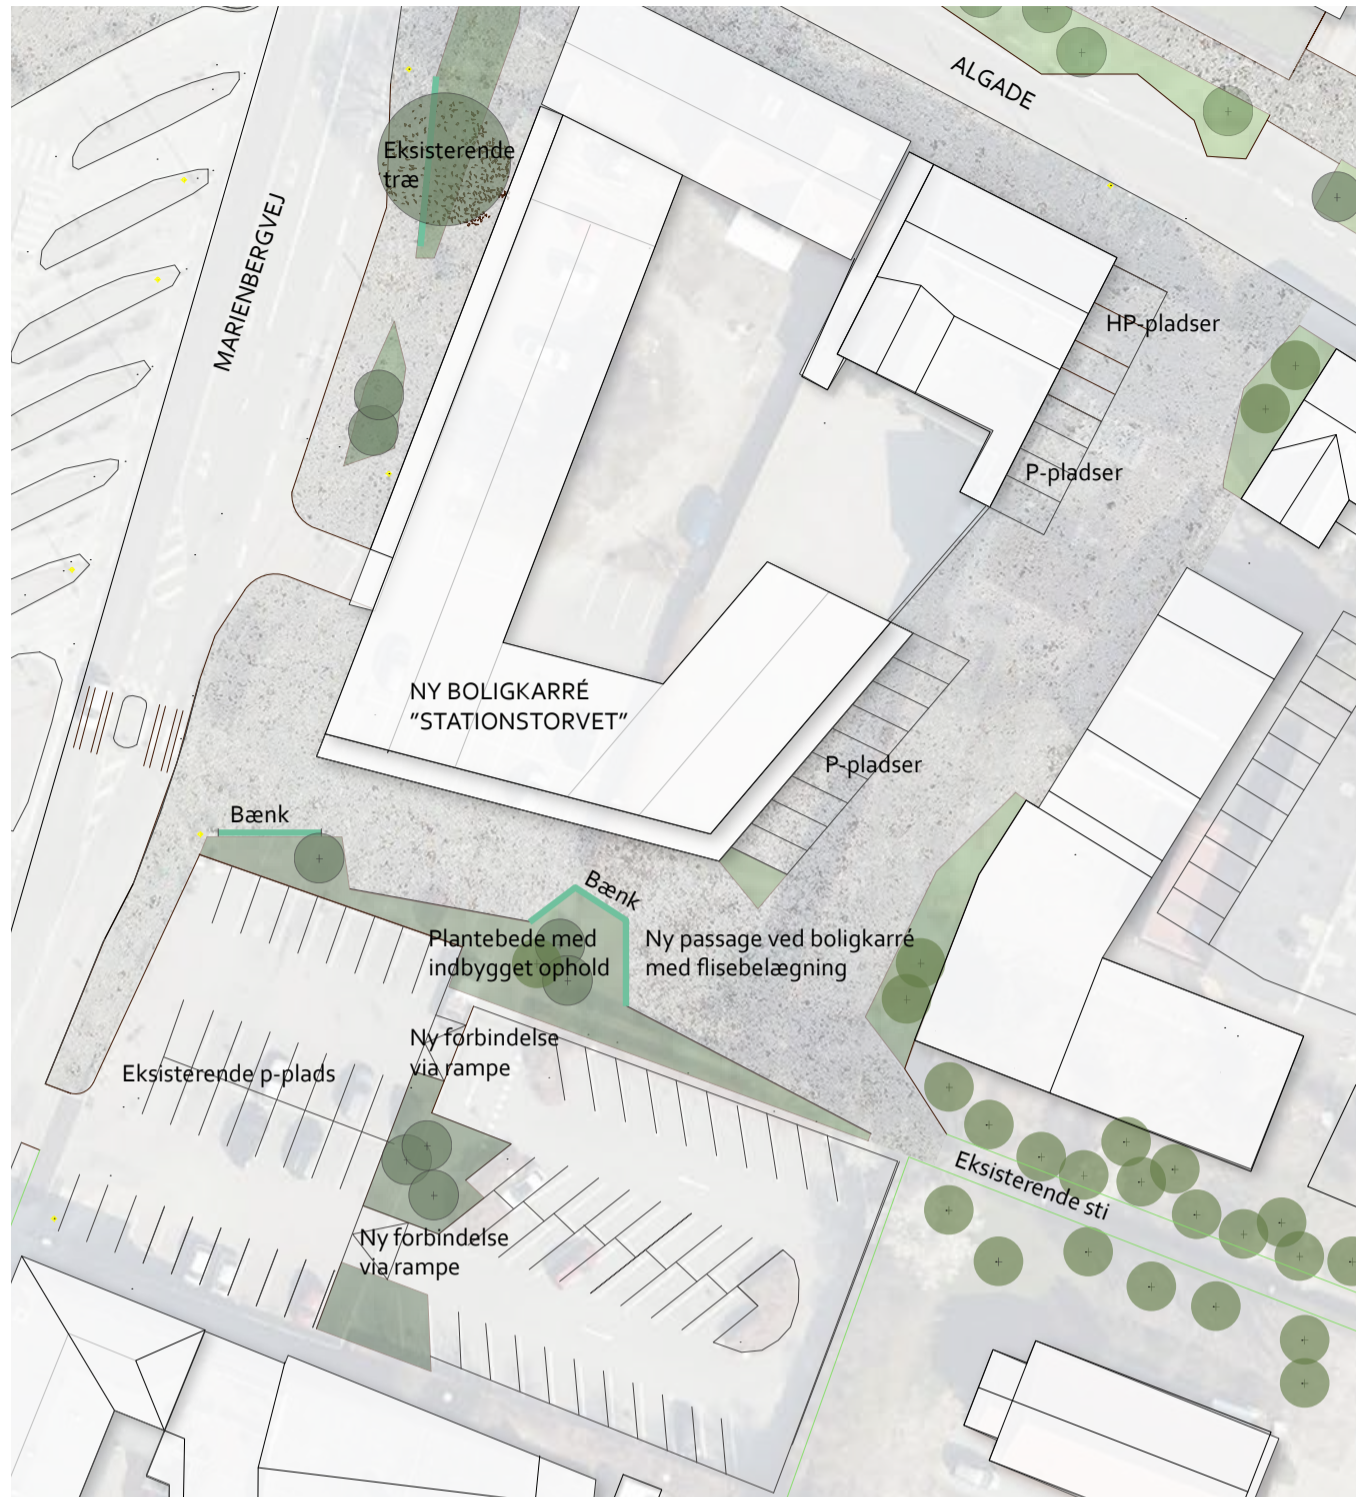 ALGADE
Eksisterende
træ
MARIENBERGVEJ
HP-pladser
P-pladser
NY BOLIGKARRÉ
"STATIONSTORVET"
P-pladser
Bænk
Bænk
Plantebede med
indbygget ophold
Ny passage ved boligkarré
med flisebelægning
Ny forbindelse
via rampe
Eksisterende p-plads
Eksisterende sti
Ny forbindelse
via rampe